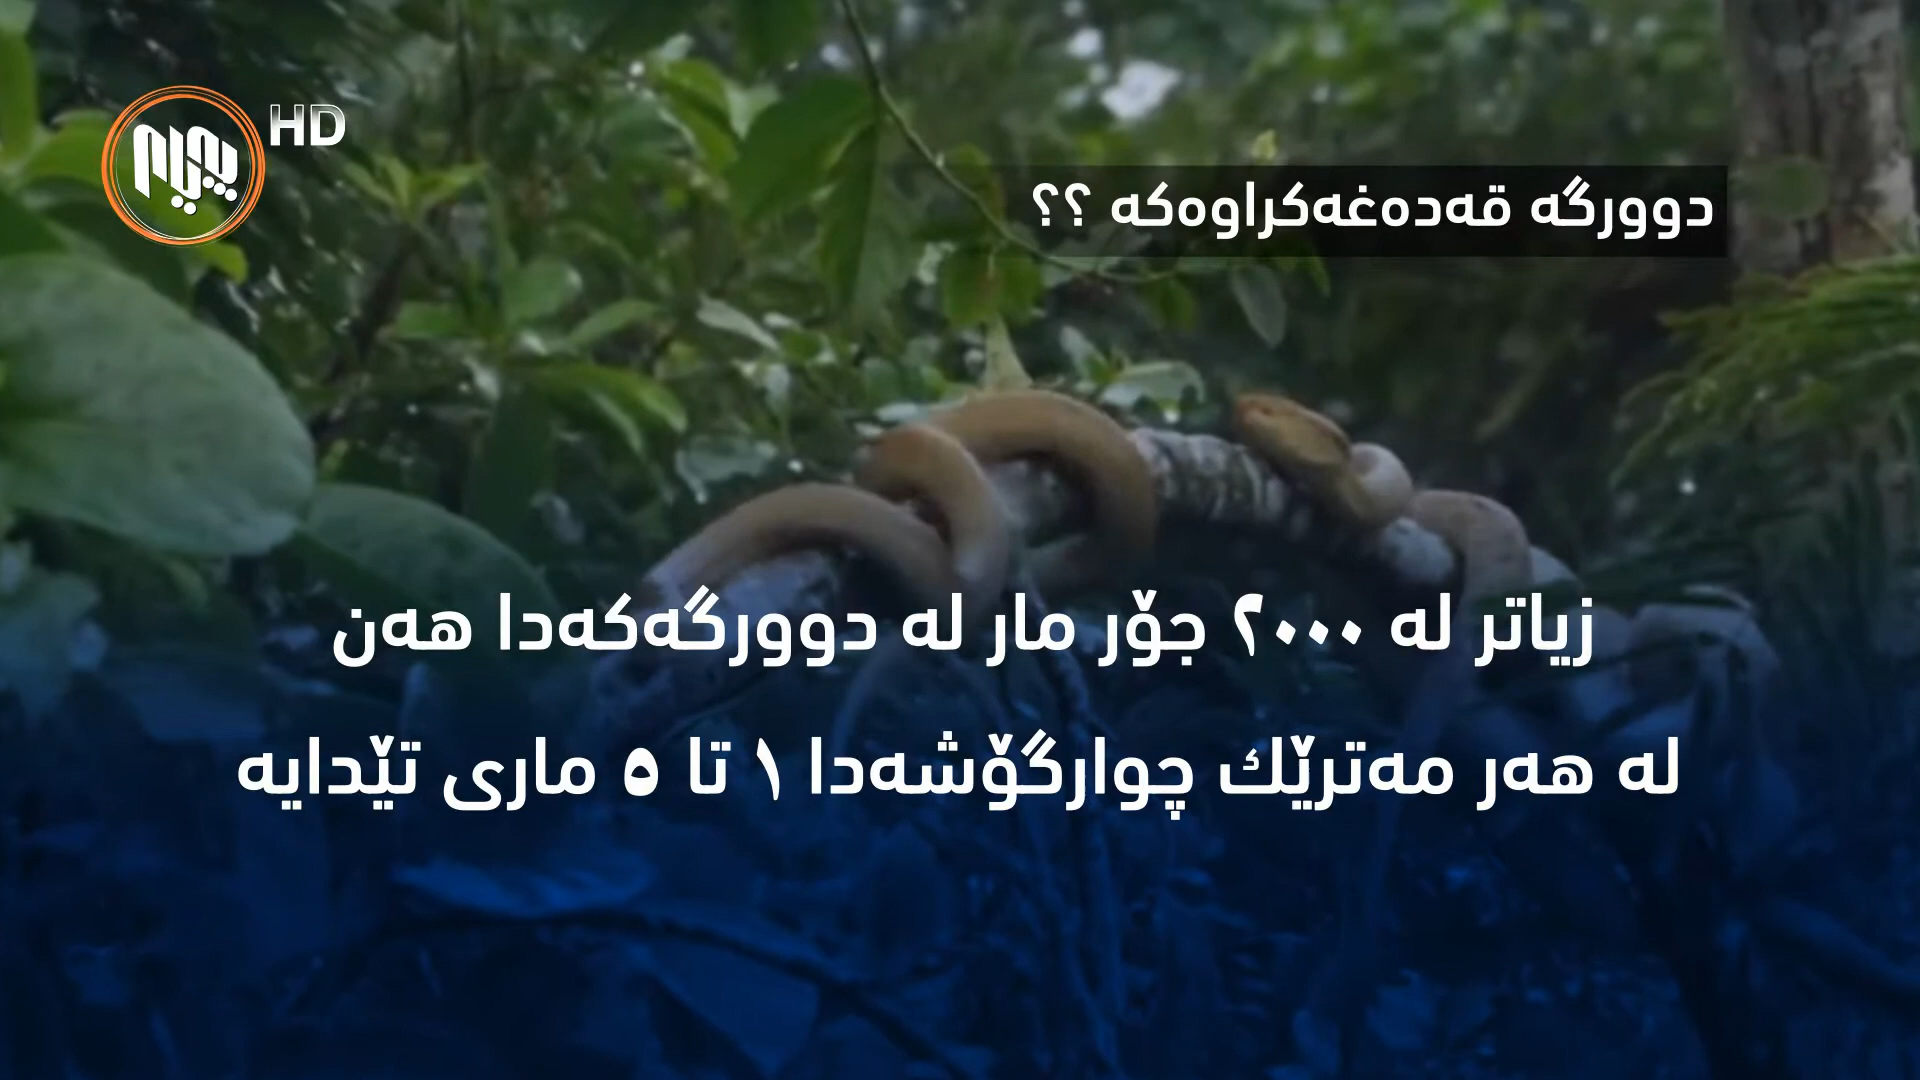 HD
دوورگە قەدەغەکراوەکە ؟؟
زیاتر لە ٢٠٠٠ جۆر مار لە دوورگەکەدا هەن
لە هەر مەترێك چوارگۆشەدا ١ تا ٥ ماری تێدایە